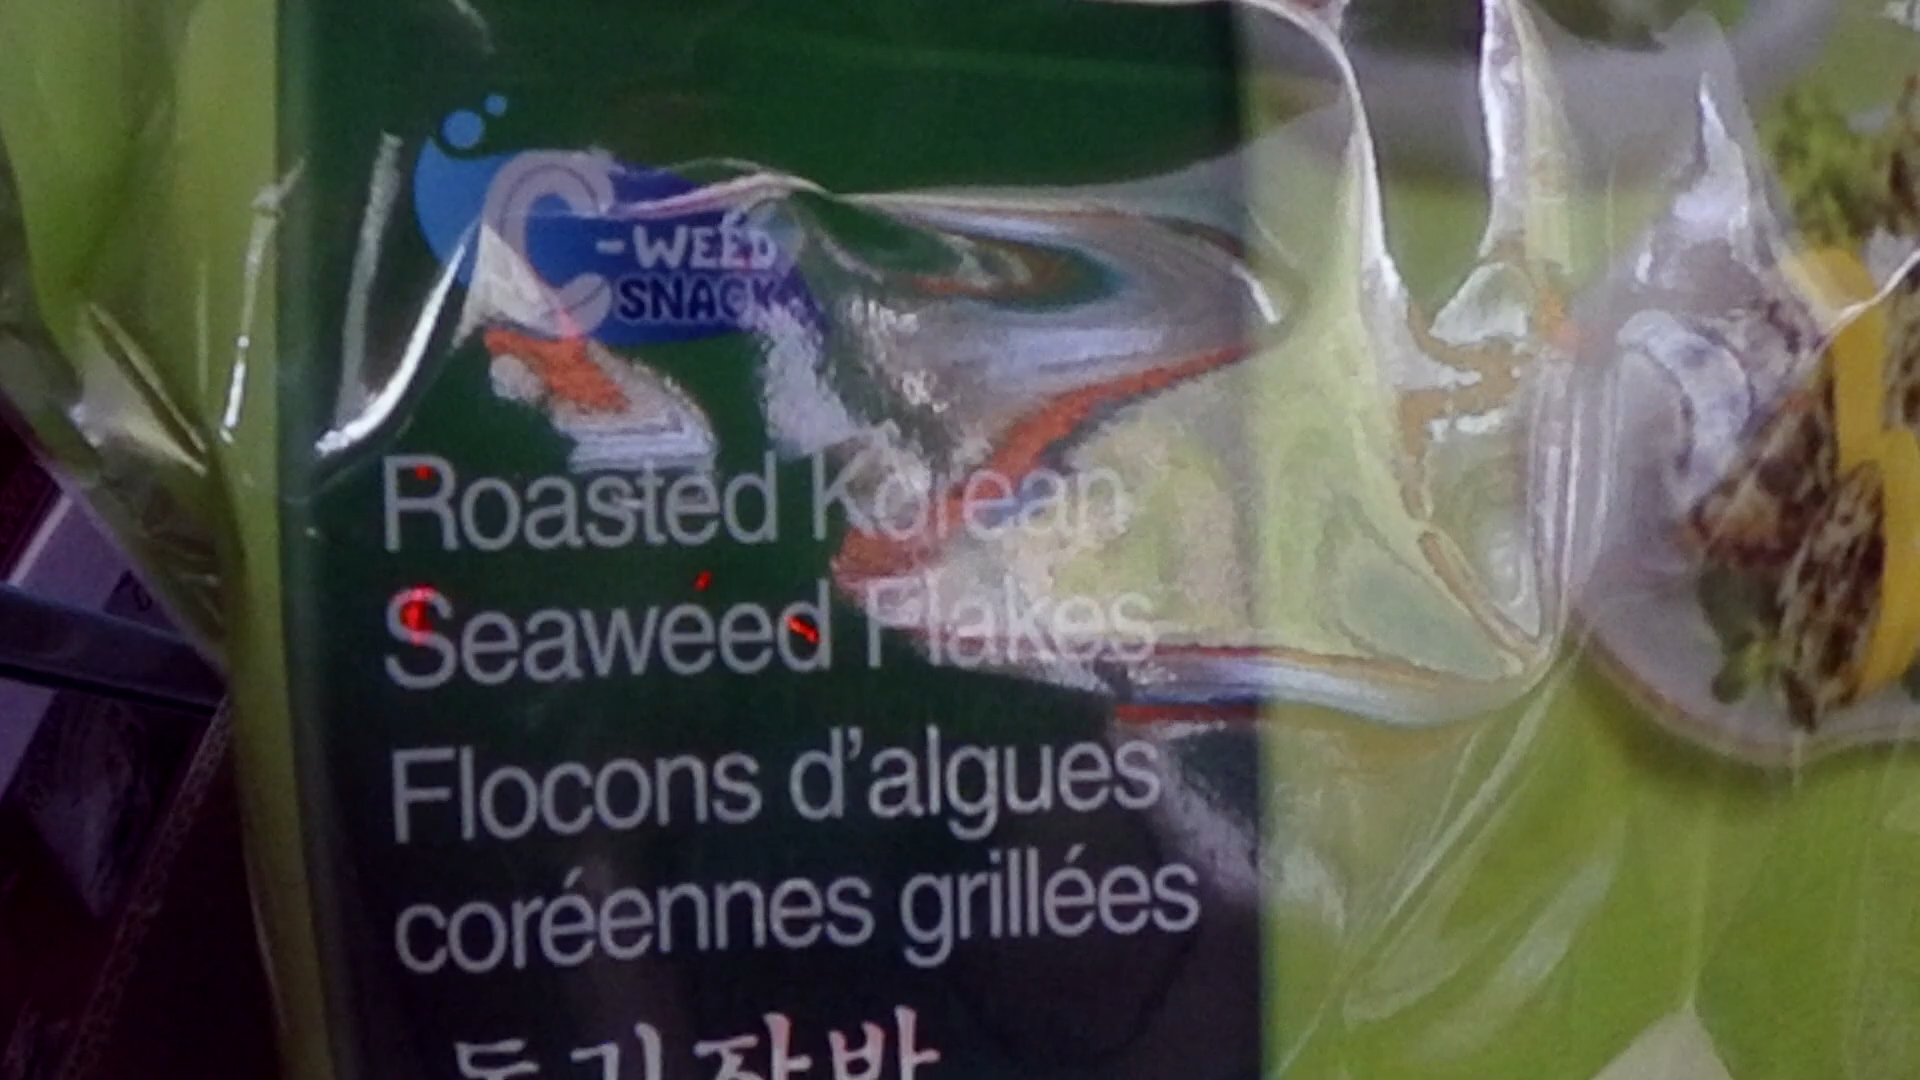 C-WEED
SNACK
Roasted Korean
Seaweed Flakes
Flocons d'algues
coréennes grillées